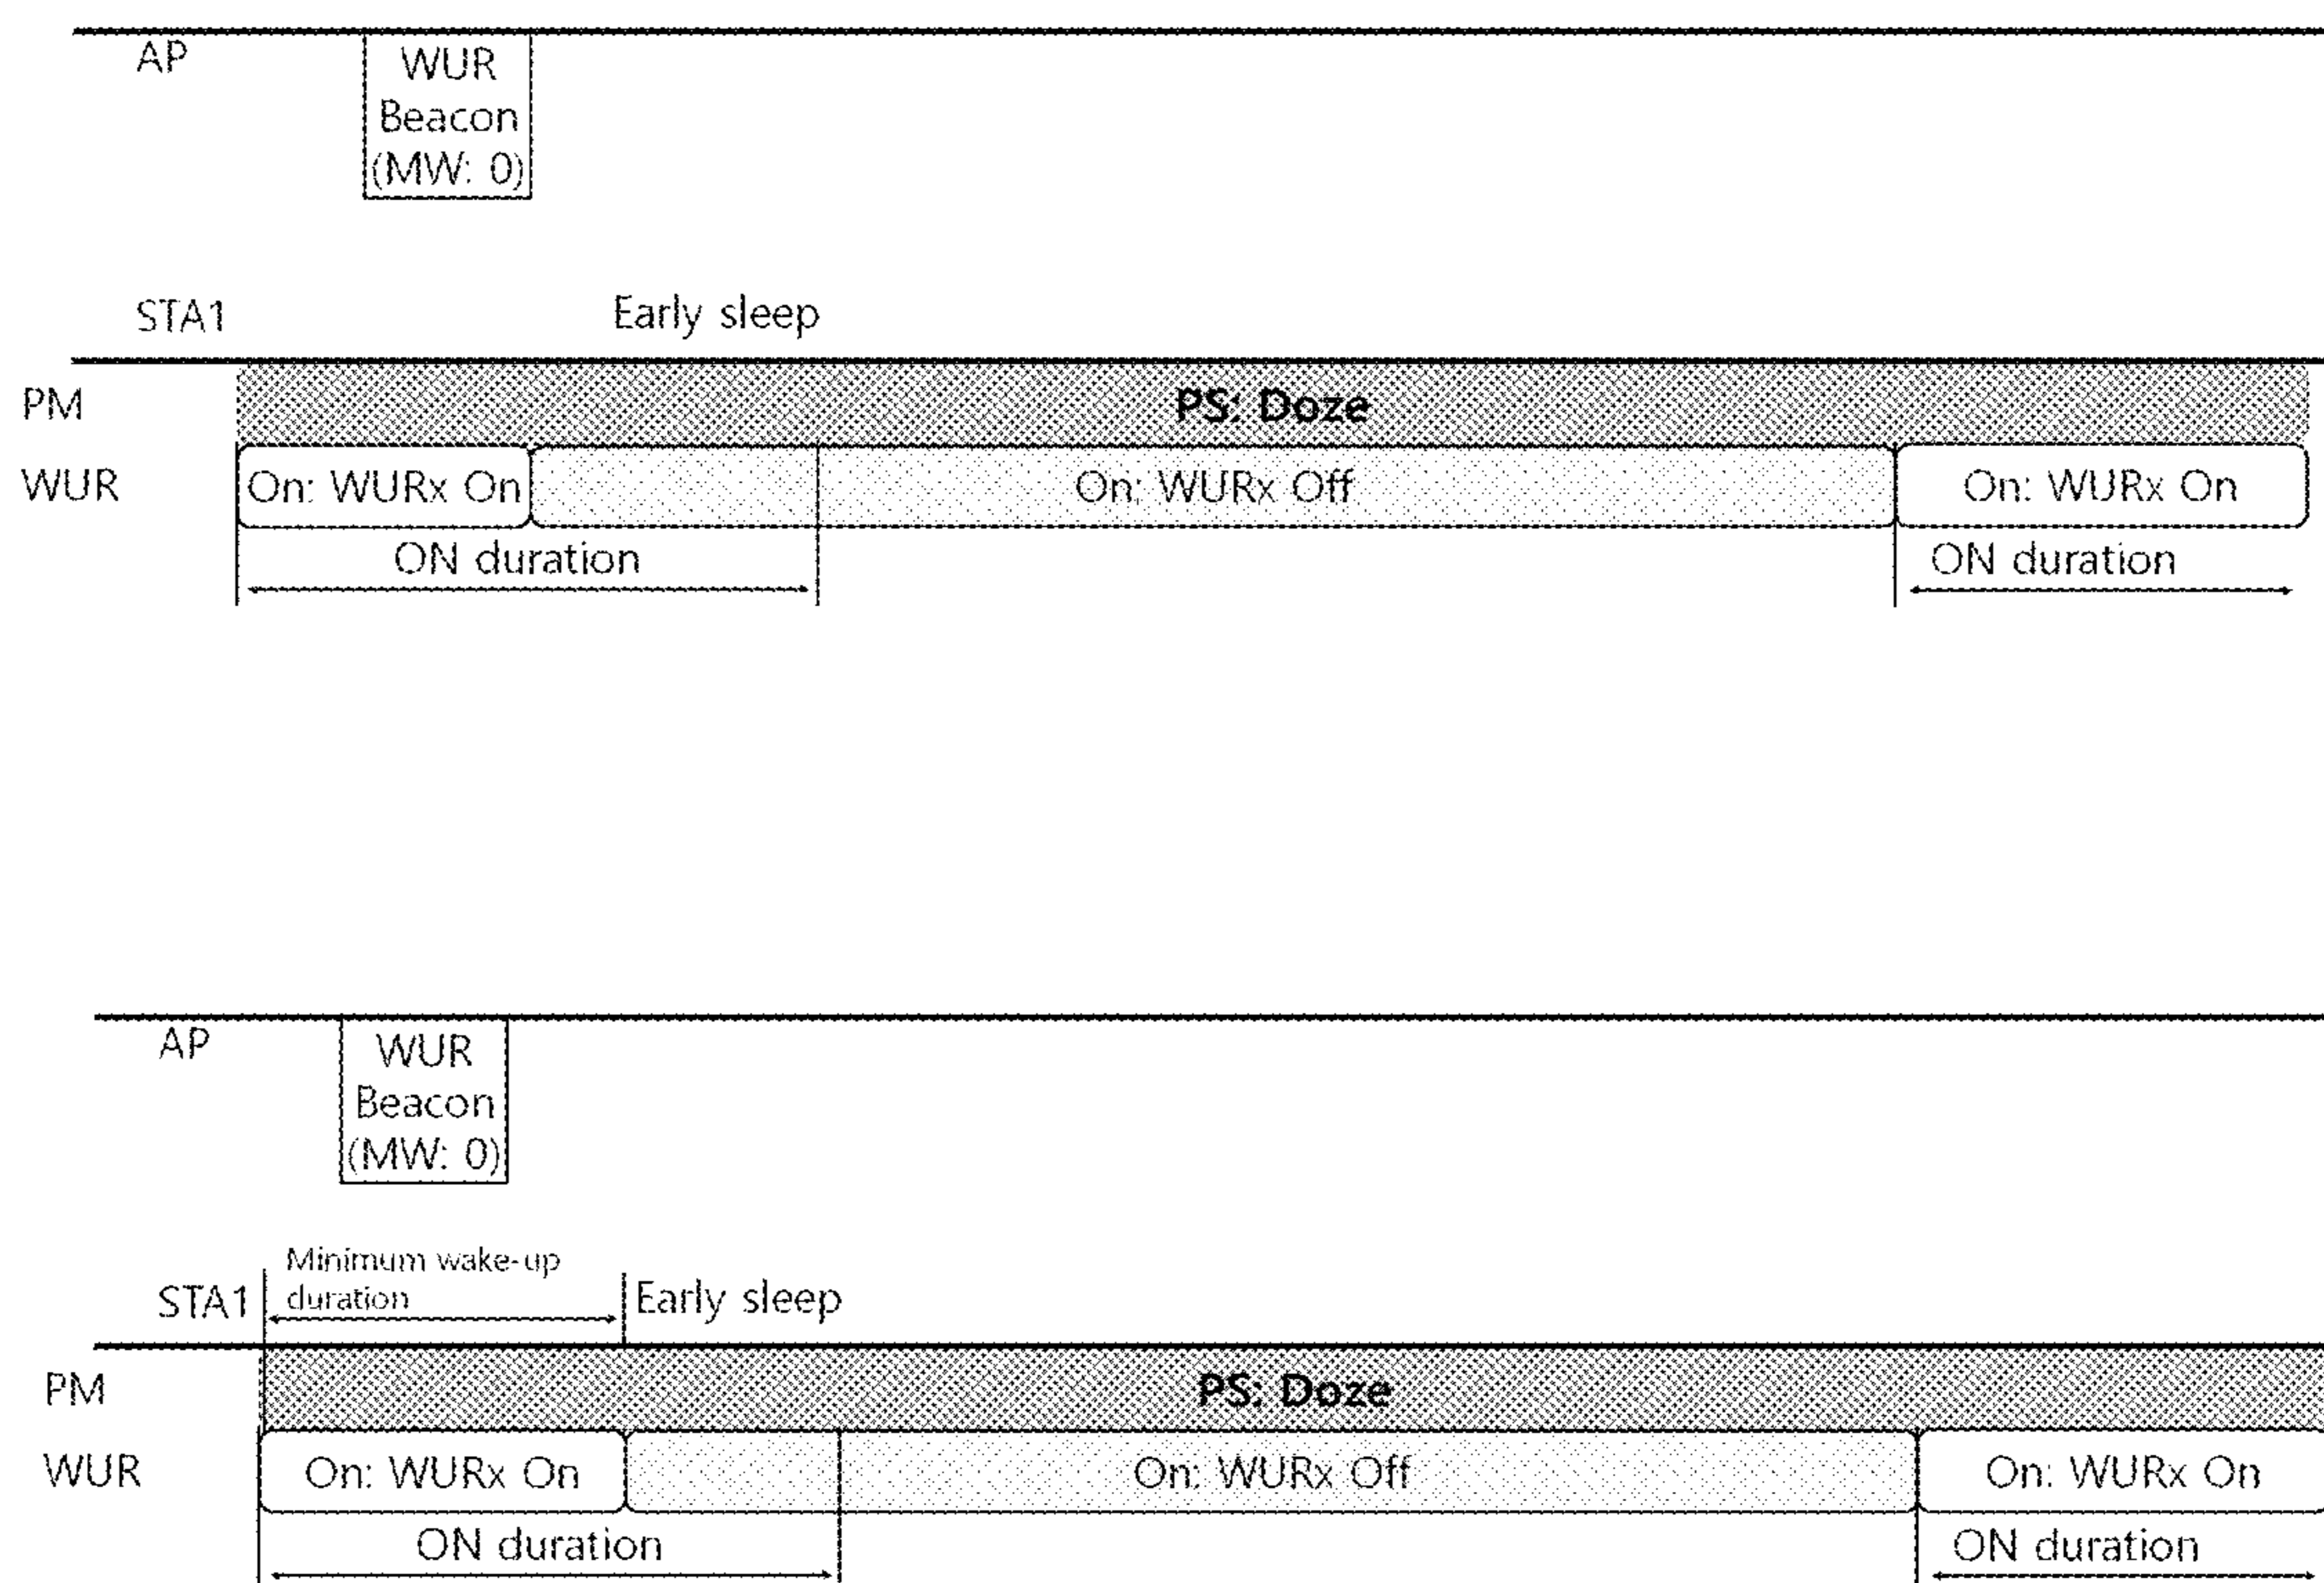 AP
WUR
Beacon
(MW: 0)
STA1
Early sleep
PM
PS: Doze
WUR
On: WURx On
On: WURx Off
On: WURx On
ON duration
ON duration
AP
WUR
Beacon
(MW: 0)
STA1
Minimum wake-up
duration
Early sleep
PM
PS: Doze
WUR
On: WURx On
On: WURx Off
On: WURx On
ON duration
ON duration